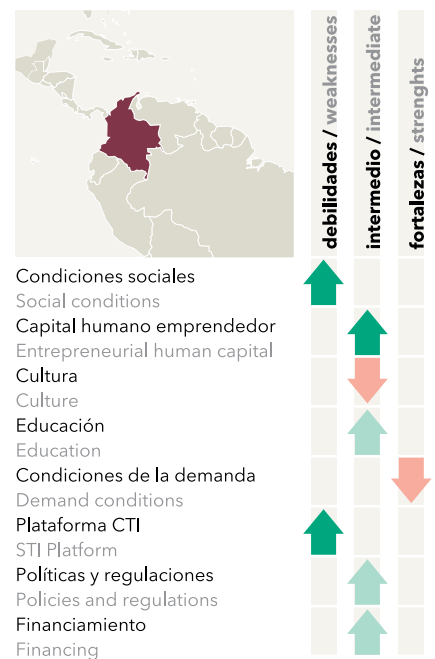 debilidades / weaknesses
intermedio / intermediate
fortalezas / strenghts
Condiciones sociales
Social conditions
Capital humano emprendedor
Entrepreneurial human capital
Cultura
Culture
Educación
Education
Condiciones de la demanda
Demand conditions
Plataforma CTI
STI Platform
Políticas y regulaciones
Policies and regulations
Financiamiento
Financing